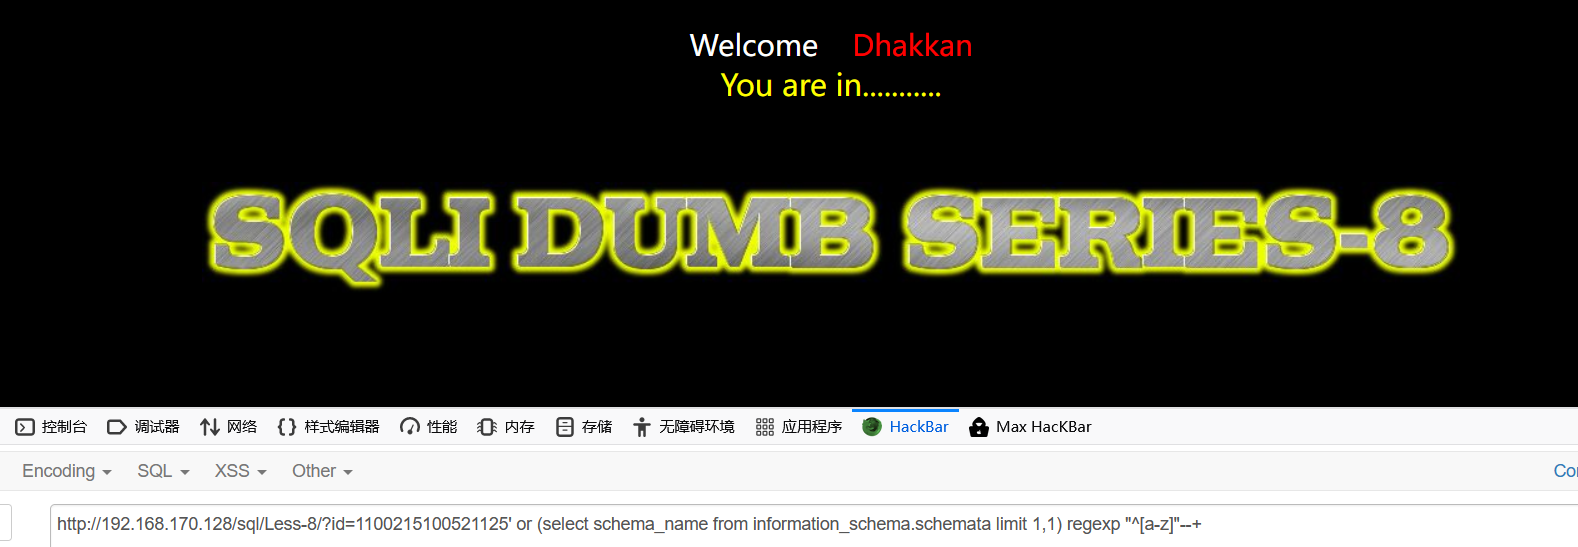 Welcome    Dhakkan
You are in...........
SQLI DUMB SERIES-8
控制台 调试器 网络 样式编辑器 性能 内存 存储 无障碍环境 应用程序 HackBar Max HacKBar
Encoding SQL XSS Other Cor
http://192.168.170.128/sql/Less-8/?id=1100215100521125' or (select schema_name from information_schema.schemata limit 1,1) regexp "^[a-z]"--+